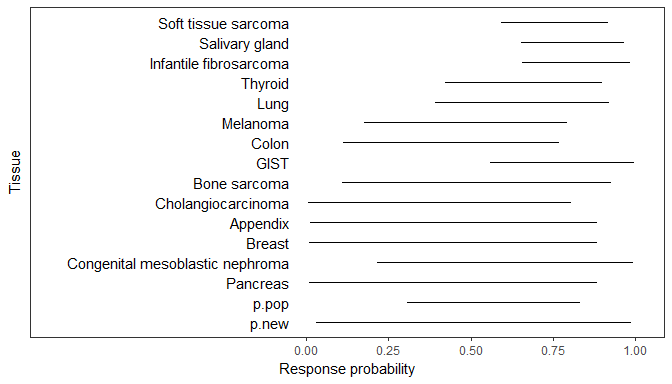 Soft tissue sarcoma
Salivary gland
Infantile fibrosarcoma
Thyroid
Lung
Melanoma
Colon
GIST
Bone sarcoma
Cholangiocarcinoma
Appendix
Breast
Congenital mesoblastic nephroma
Pancreas
p.pop
p.new
Tissue
0.00 0.25 0.50 0.75 1.00
Response probability